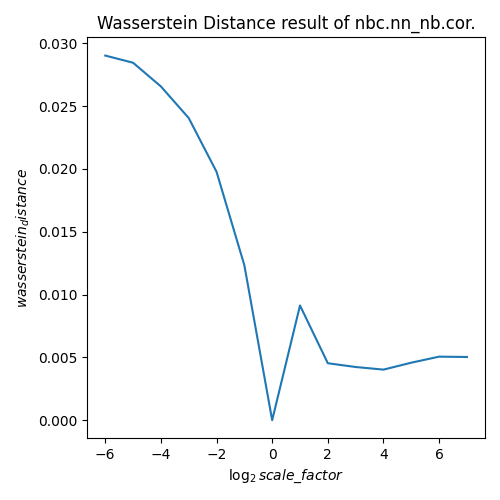 Wasserstein Distance result of nbc.nn_nb.cor.
0.030
0.025
0.020
0.015
0.010
0.005
0.000
wasserstein_distance
−6 −4 −2 0 2 4 6
log₂ scale_factor